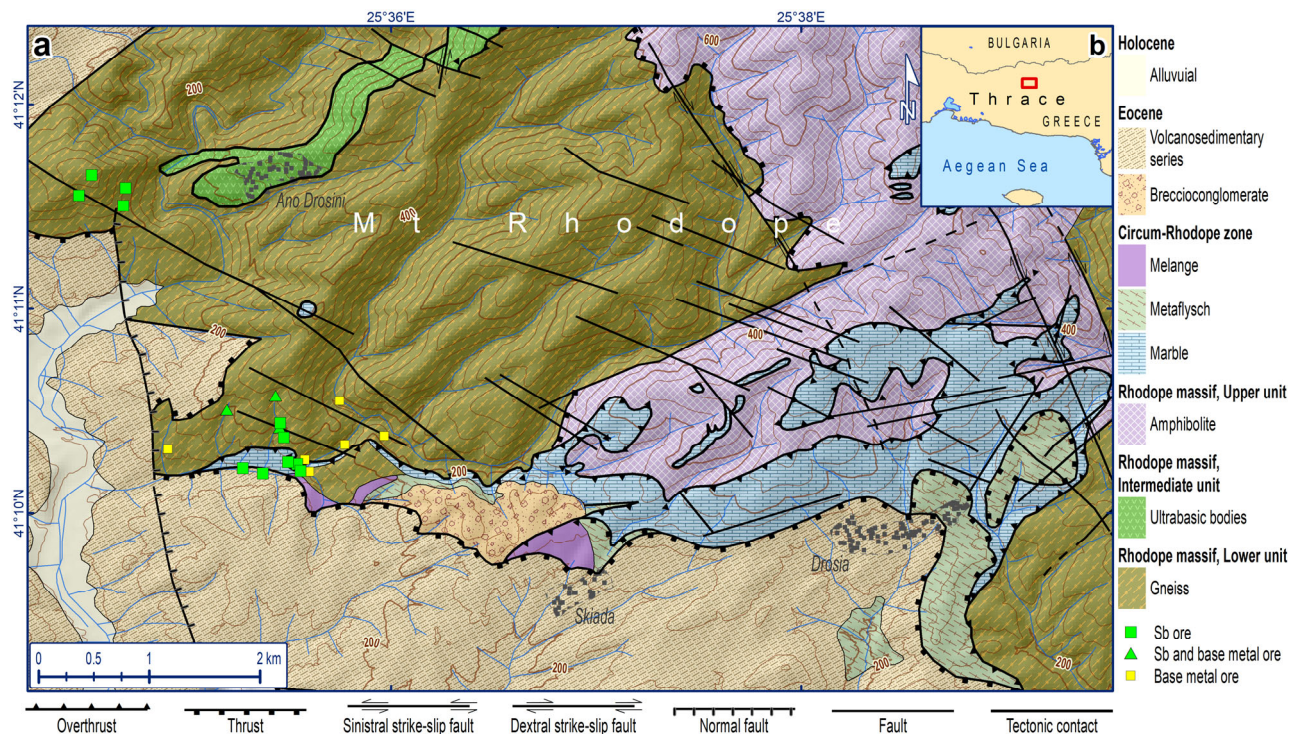 25°36'E
25°38'E
a
600
200
41°12'N
Ano Drosini
400
M t R h o d o p e
41°11'N
200
400
400
200
41°10'N
Drosia
Skiada
200
200
200
200
0 0.5 1 2 km
b
BULGARIA
Thrace
GREECE
Aegean Sea
N
Holocene
Alluvuial
Eocene
Volcanosedimentary
series
Breccioconglomerate
Circum-Rhodope zone
Melange
Metaflysch
Marble
Rhodope massif, Upper unit
Amphibolite
Rhodope massif,
Intermediate unit
Ultrabasic bodies
Rhodope massif, Lower unit
Gneiss
Sb ore
Sb and base metal ore
Base metal ore
Overthrust
Thrust
Sinistral strike-slip fault
Dextral strike-slip fault
Normal fault
Fault
Tectonic contact